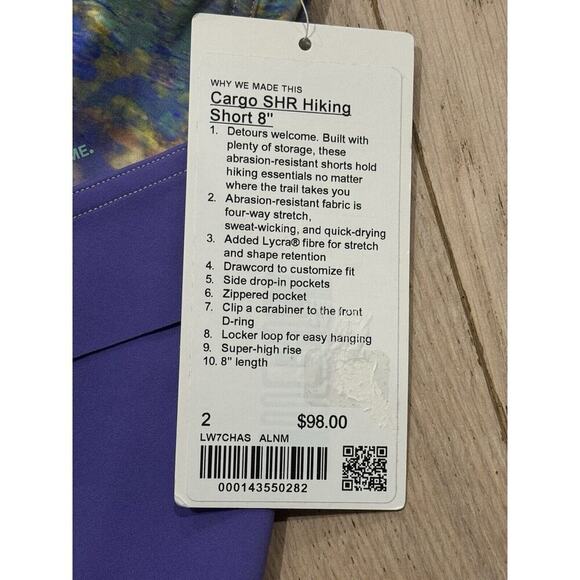 WHY WE MADE THIS
Cargo SHR Hiking
Short 8"
1. Detours welcome. Built with
plenty of storage, these
abrasion-resistant shorts hold
hiking essentials no matter
where the trail takes you
2. Abrasion-resistant fabric is
four-way stretch,
sweat-wicking, and quick-drying
3. Added Lycra® fibre for stretch
and shape retention
4. Drawcord to customize fit
5. Side drop-in pockets
6. Zippered pocket
7. Clip a carabiner to the front
D-ring
8. Locker loop for easy hanging
9. Super-high rise
10. 8" length
2 $98.00
LW7CHAS ALNM
000143550282